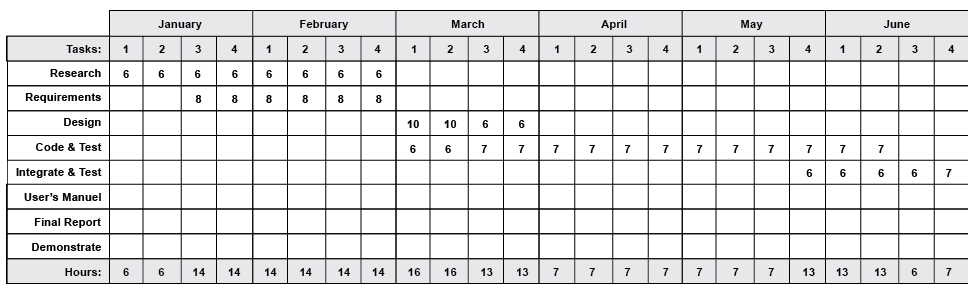 January February March April May June
Tasks: 1 2 3 4 1 2 3 4 1 2 3 4 1 2 3 4 1 2 3 4 1 2 3 4
Research 6 6 6 6 6 6 6 6
Requirements 8 8 8 8 8 8
Design 10 10 6 6
Code & Test 6 6 7 7 7 7 7 7 7 7 7 7 7 7
Integrate & Test 6 6 6 6 7
User's Manuel
Final Report
Demonstrate
Hours: 6 6 14 14 14 14 14 14 16 16 13 13 7 7 7 7 7 7 7 13 13 13 6 7